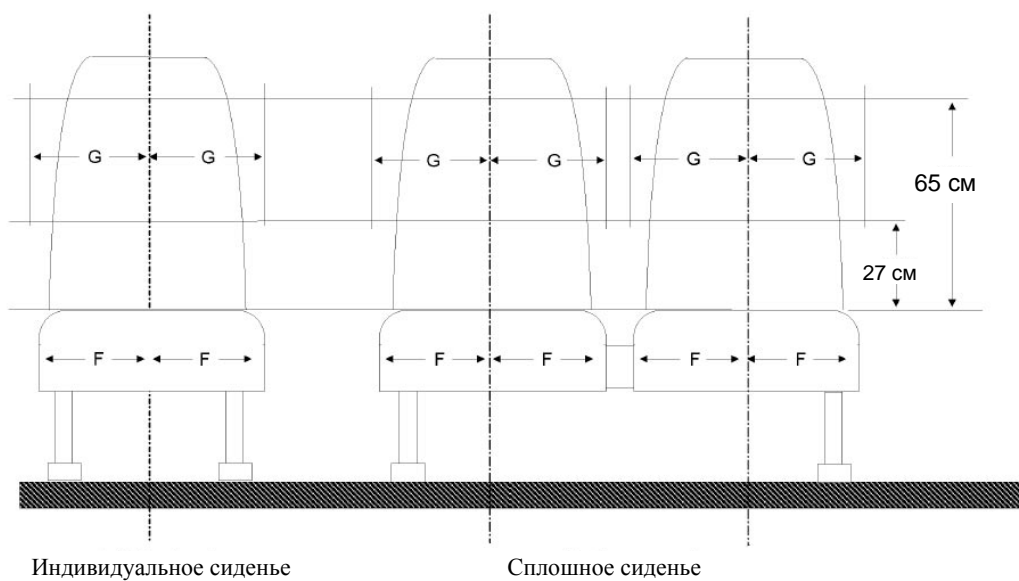 G G G G G G
65 см
27 см
F F F F F F
Индивидуальное сиденье Сплошное сиденье